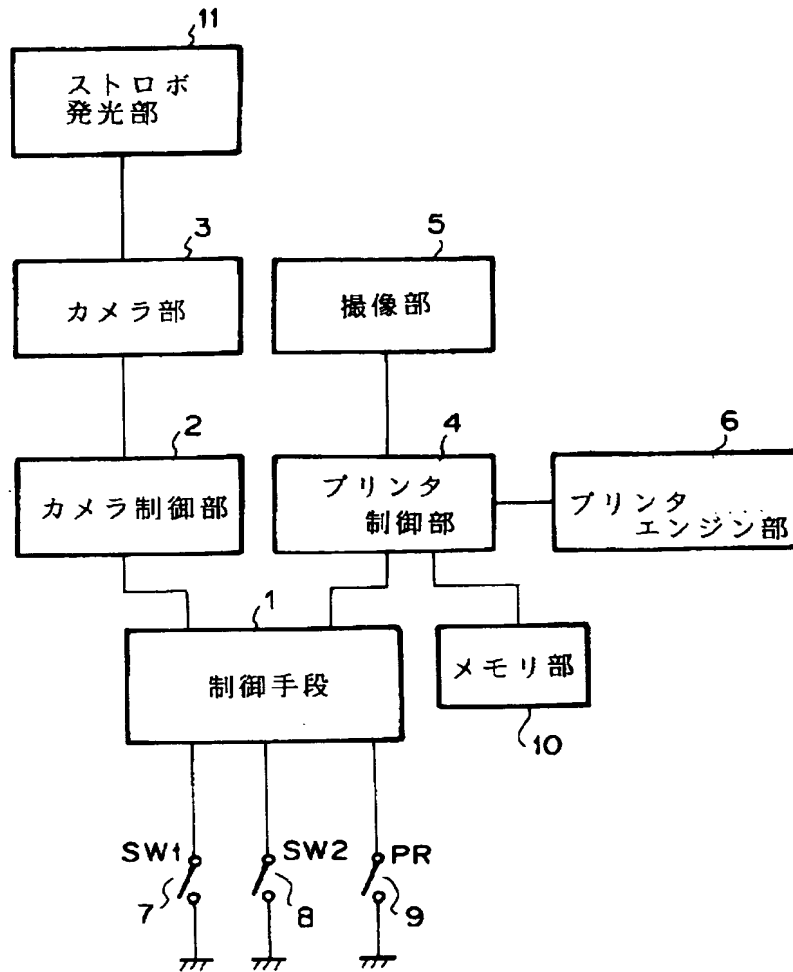 11
ストロボ
発光部
3
カメラ部
5
撮像部
2
カメラ制御部
4
プリンタ
制御部
6
プリンタ
エンジン部
1
制御手段
メモリ部
10
SW1
SW2
PR
7
8
9